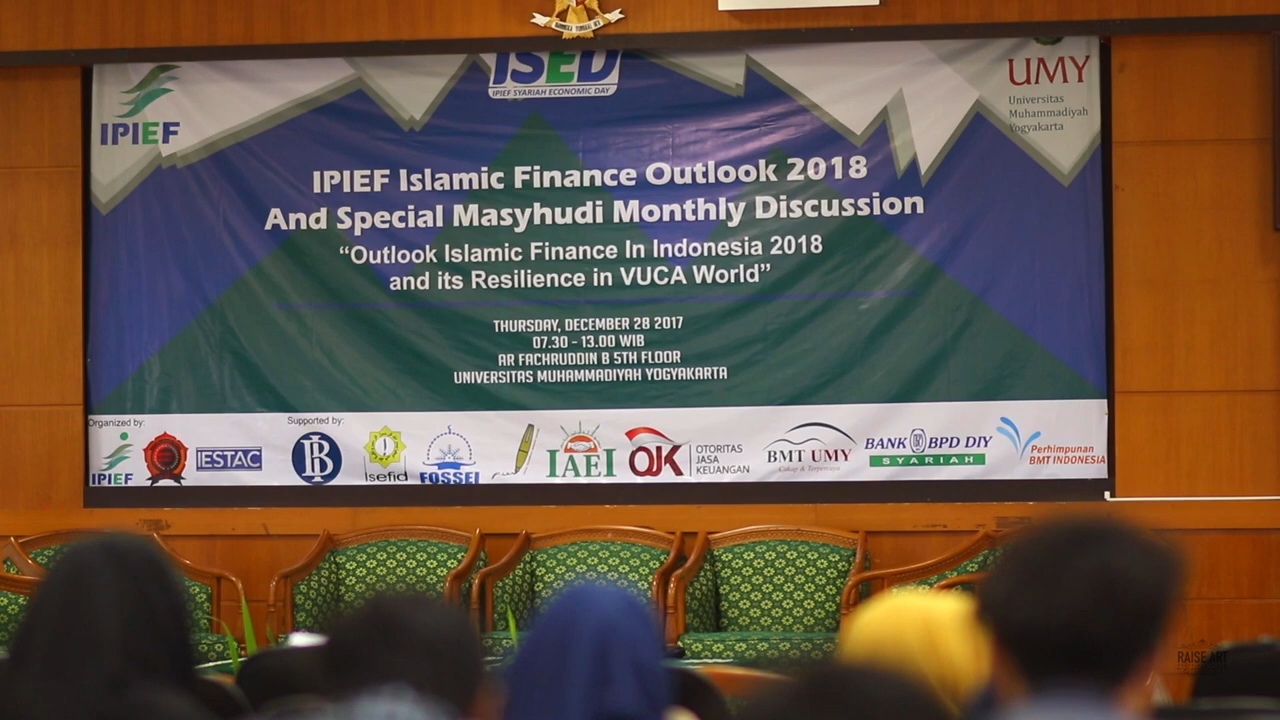 ISED
IPIEF SYARIAH ECONOMIC DAY
IPIEF
UMY
Universitas
Muhammadiyah
Yogyakarta
IPIEF Islamic Finance Outlook 2018
And Special Masyhudi Monthly Discussion
“Outlook Islamic Finance In Indonesia 2018
and its Resilience in VUCA World”
THURSDAY, DECEMBER 28 2017
07.30 - 13.00 WIB
AR FACHRUDDIN B 5TH FLOOR
UNIVERSITAS MUHAMMADIYAH YOGYAKARTA
Organized by:
IPIEF
IESTAC
Supported by:
BI
isefid
FOSSEI
IAEI
OJK
OTORITAS
JASA
KEUANGAN
BMT UMY
Cukup & Terpercaya
BANK BPD DIY
SYARIAH
Perhimpunan
BMT INDONESIA
RAISE ART